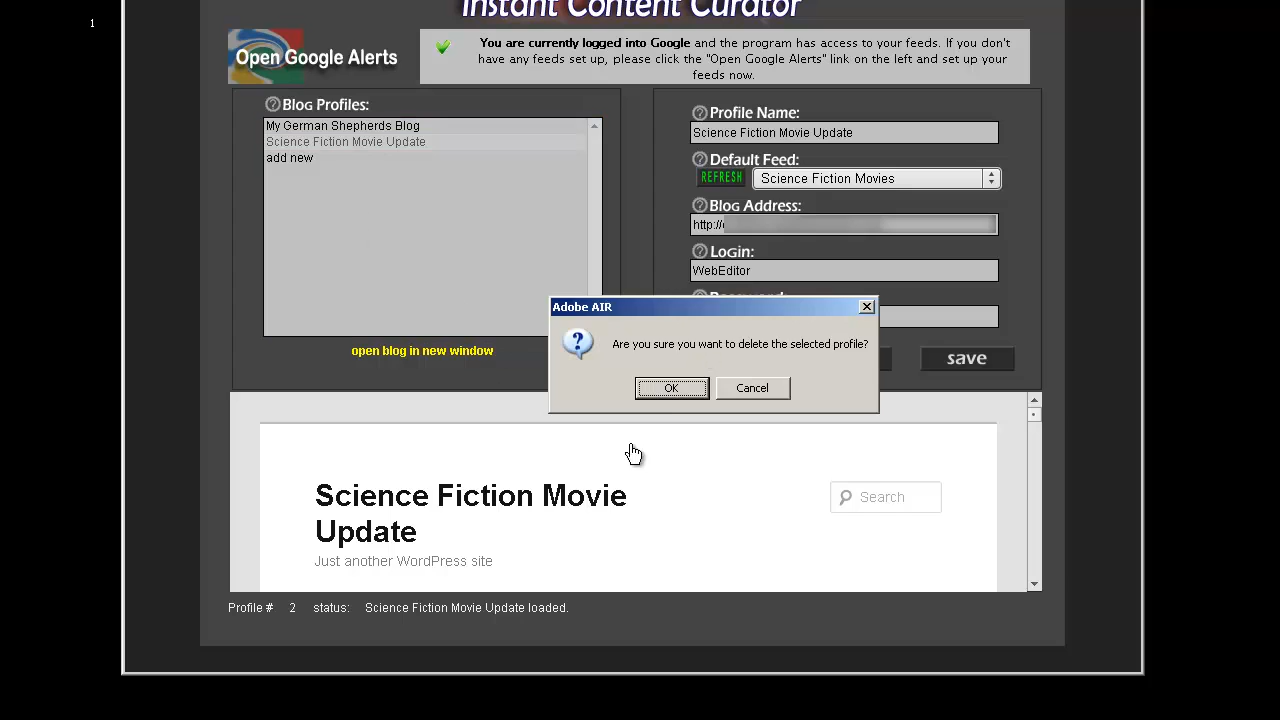 1
Instant Content Curator
Open Google Alerts
You are currently logged into Google and the program has access to your feeds. If you don't
have any feeds set up, please click the "Open Google Alerts" link on the left and set up your
feeds now.
Blog Profiles:
My German Shepherds Blog
Science Fiction Movie Update
add new
open blog in new window
Profile Name:
Science Fiction Movie Update
Default Feed:
REFRESH
Science Fiction Movies
Blog Address:
http://
Login:
WebEditor
Password
Adobe AIR
Are you sure you want to delete the selected profile?
OK
Cancel
save
Science Fiction Movie
Update
Just another WordPress site
Search
Profile # 2 status: Science Fiction Movie Update loaded.